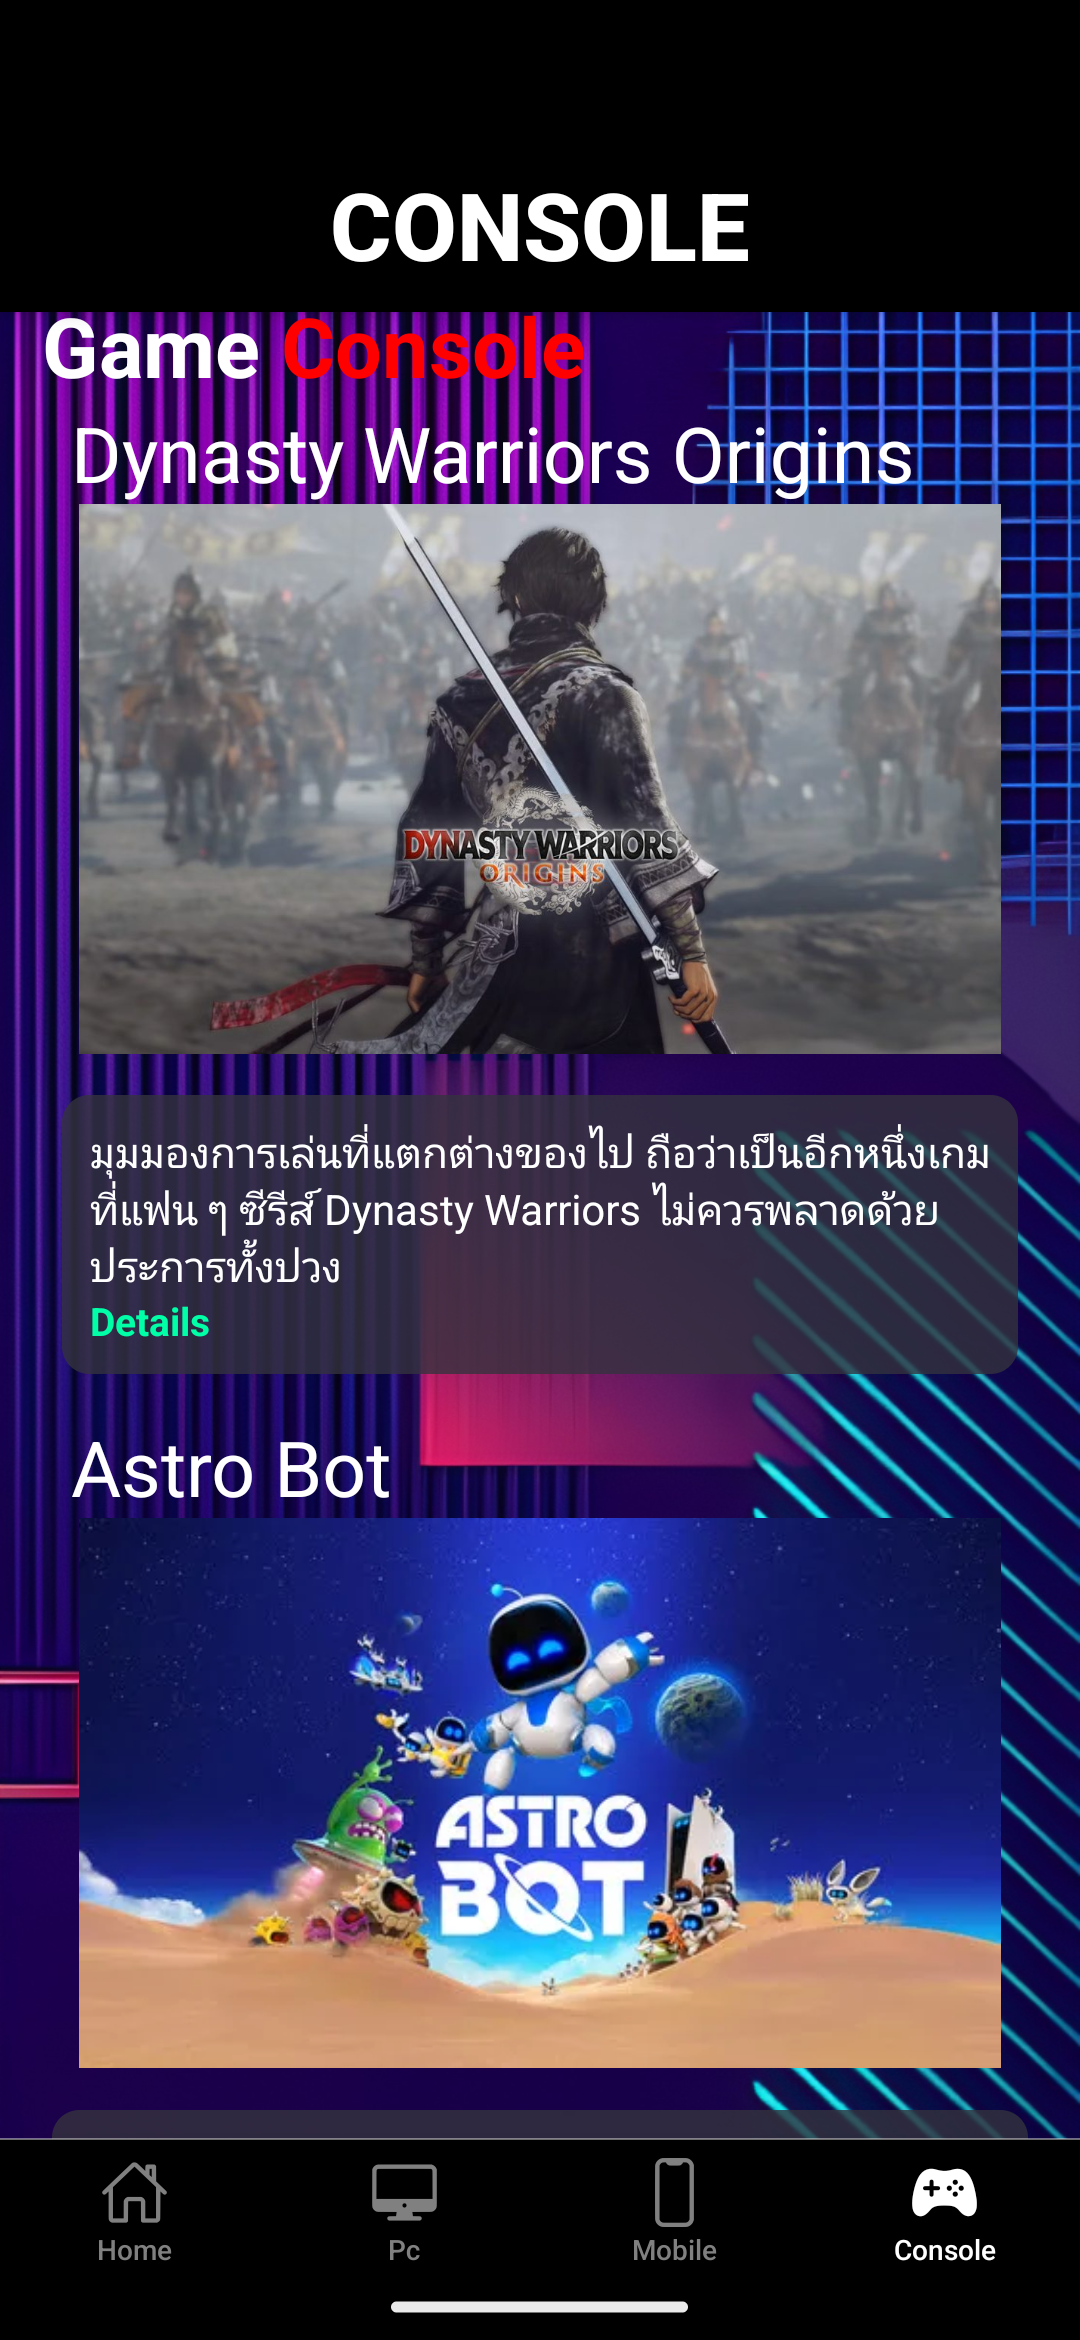 CONSOLE
Game Console
Dynasty Warriors Origins
DYNASTY WARRIORS
ORIGINS
มุมมองการเล่นที่แตกต่างของไป ถือว่าเป็นอีกหนึ่งเกม
ที่แฟน ๆ ซีรีส์ Dynasty Warriors ไม่ควรพลาดด้วย
ประการทั้งปวง
Details
Astro Bot
ASTRO
BOT
Home
Pc
Mobile
Console